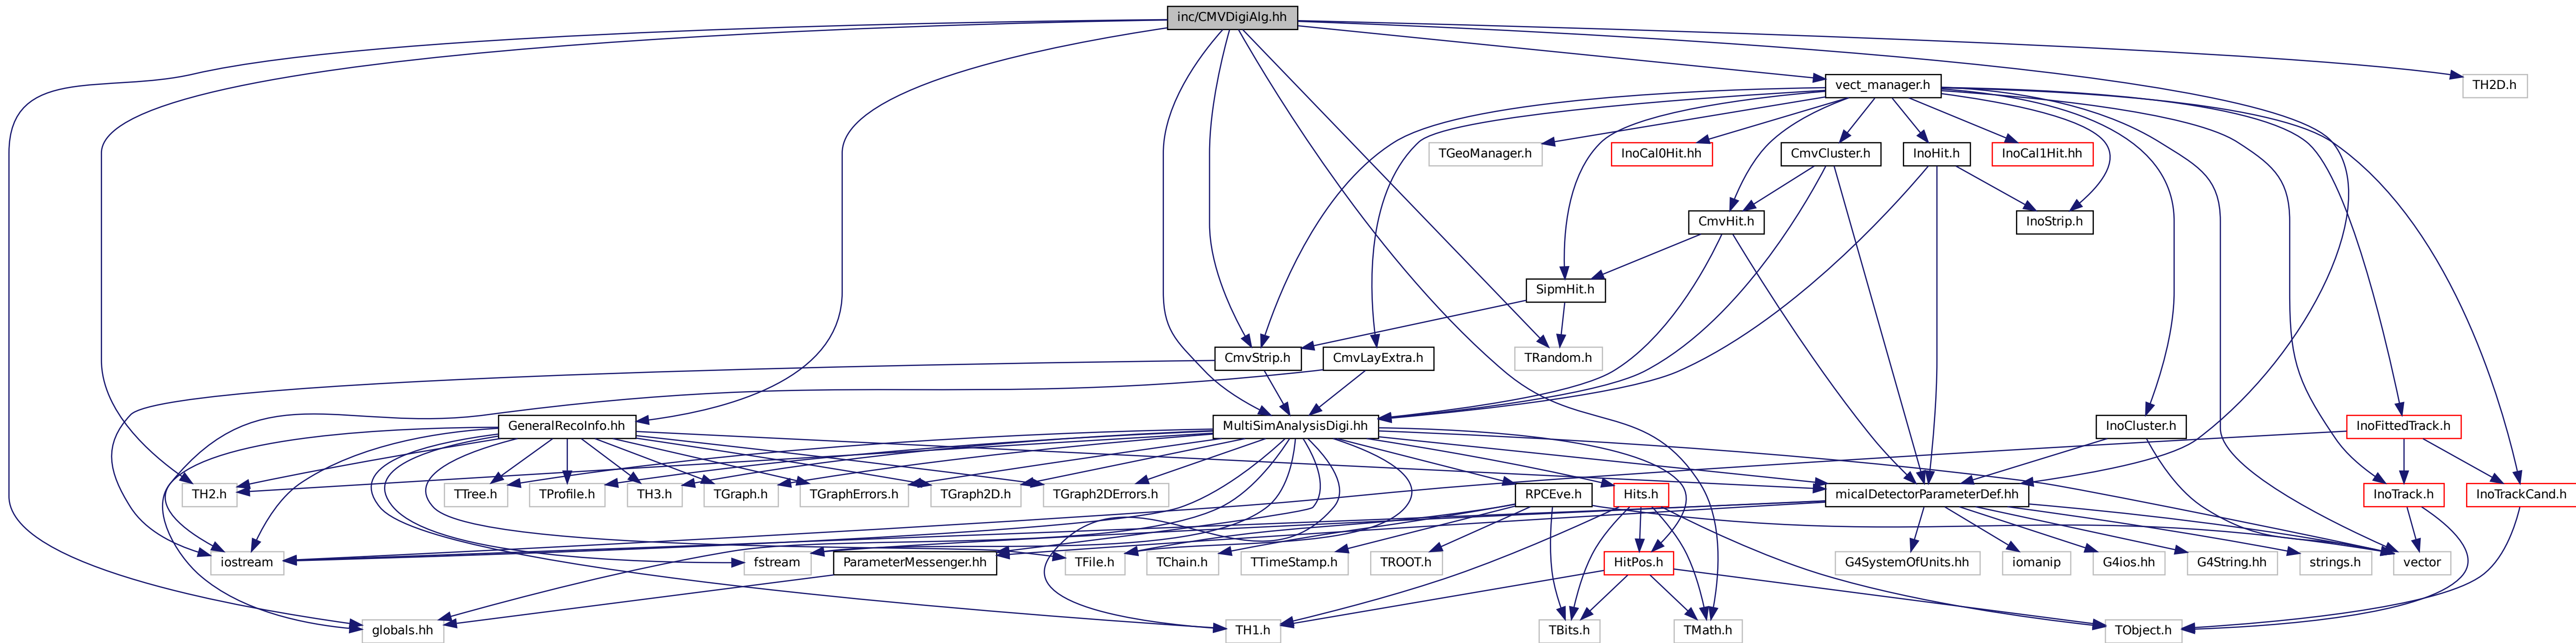 inc/CMVDigiAlg.hh
vect_manager.h
TH2D.h
TGeoManager.h
InoCal0Hit.hh
CmvCluster.h
InoHit.h
InoCal1Hit.hh
CmvHit.h
InoStrip.h
SipmHit.h
CmvStrip.h
CmvLayExtra.h
TRandom.h
GeneralRecoInfo.hh
MultiSimAnalysisDigi.hh
InoCluster.h
InoFittedTrack.h
TH2.h
TTree.h
TProfile.h
TH3.h
TGraph.h
TGraphErrors.h
TGraph2D.h
TGraph2DErrors.h
RPCEve.h
Hits.h
micalDetectorParameterDef.hh
InoTrack.h
InoTrackCand.h
iostream
fstream
ParameterMessenger.hh
TFile.h
TChain.h
TTimeStamp.h
TROOT.h
HitPos.h
G4SystemOfUnits.hh
iomanip
G4ios.hh
G4String.hh
strings.h
vector
globals.hh
TH1.h
TBits.h
TMath.h
TObject.h